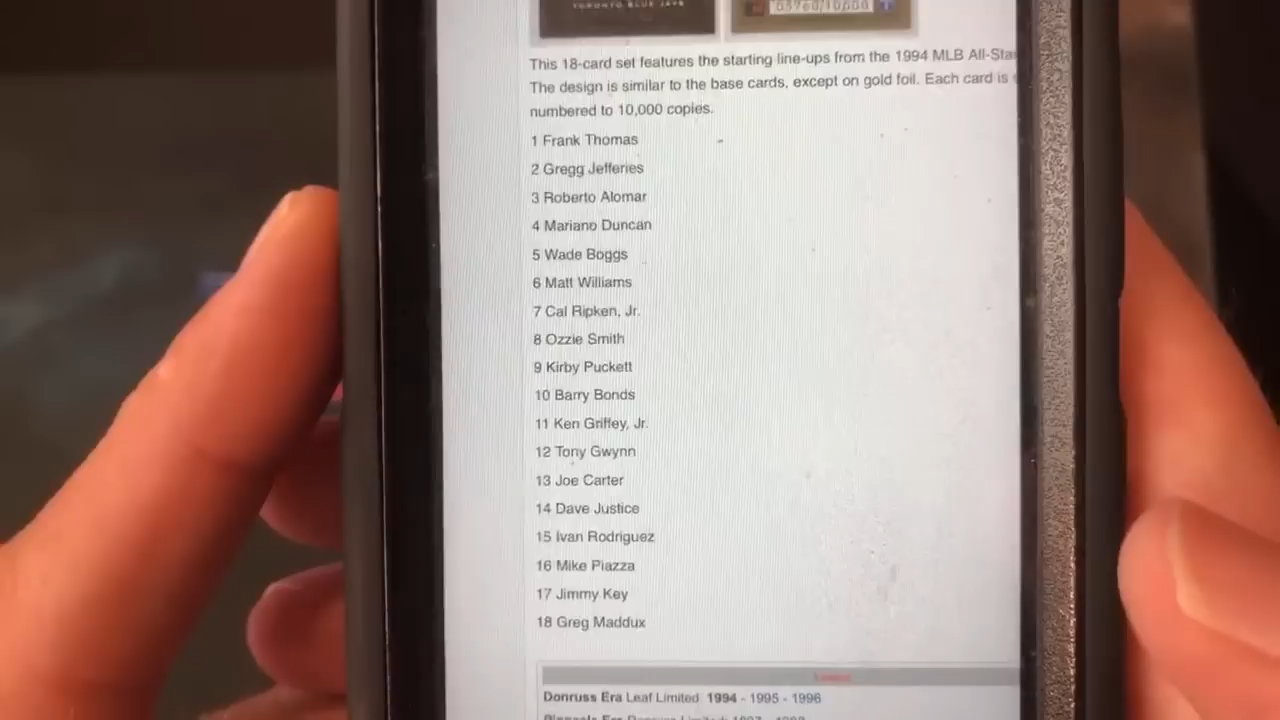 TORONTO BLUE JAYS
This 18-card set features the starting line-ups from the 1994 MLB All-Sta
The design is similar to the base cards, except on gold foil. Each card is
numbered to 10,000 copies.
1 Frank Thomas
2 Gregg Jefferies
3 Roberto Alomar
4 Mariano Duncan
5 Wade Boggs
6 Matt Williams
7 Cal Ripken, Jr.
8 Ozzie Smith
9 Kirby Puckett
10 Barry Bonds
11 Ken Griffey, Jr.
12 Tony Gwynn
13 Joe Carter
14 Dave Justice
15 Ivan Rodriguez
16 Mike Piazza
17 Jimmy Key
18 Greg Maddux
Donruss Era Leaf Limited: 1994 - 1995 - 1996